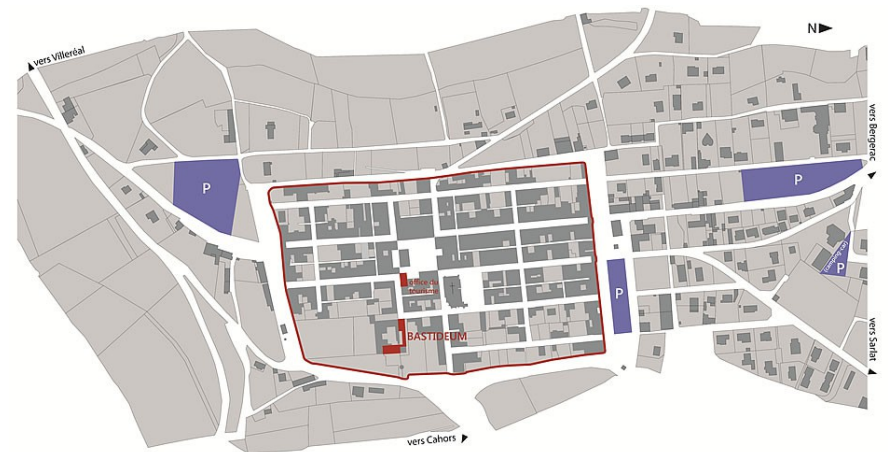 N
vers Villeréal
vers Bergerac
P
P
P
P
office du
tourisme
BASTIDEUM
vers Sarlat
vers Cahors